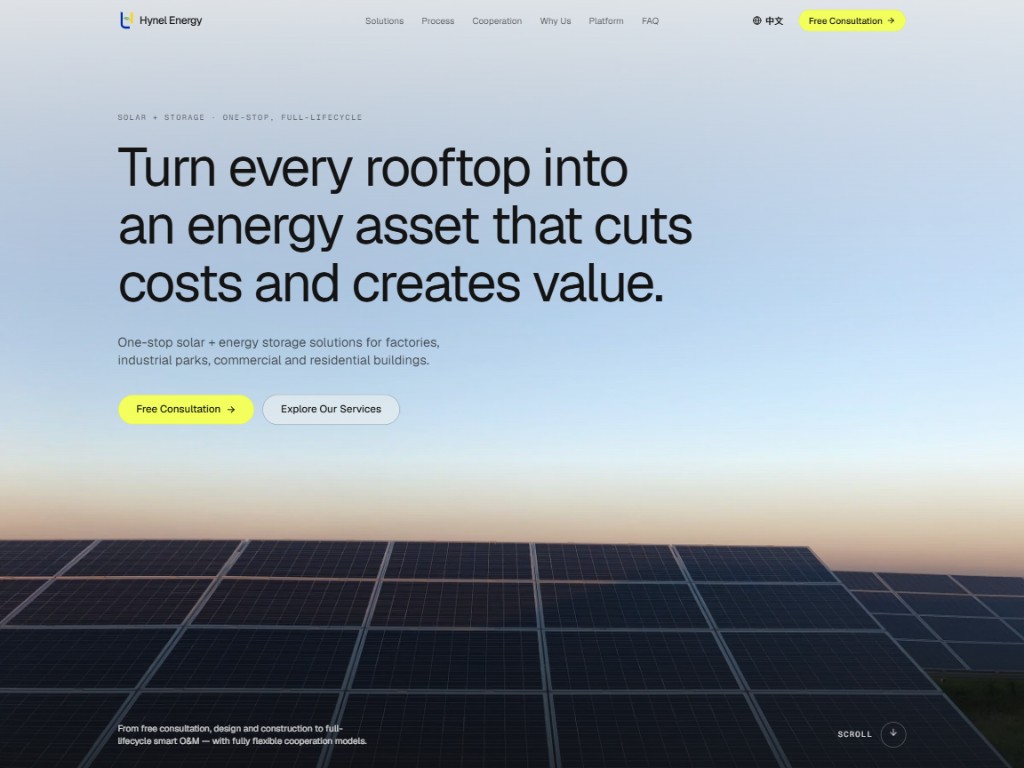 Hynel Energy
Solutions
Process
Cooperation
Why Us
Platform
FAQ
中文
Free Consultation →
SOLAR + STORAGE · ONE-STOP, FULL-LIFECYCLE
Turn every rooftop into
an energy asset that cuts
costs and creates value.
One-stop solar + energy storage solutions for factories,
industrial parks, commercial and residential buildings.
Free Consultation →
Explore Our Services
From free consultation, design and construction to full-
lifecycle smart O&M — with fully flexible cooperation models.
SCROLL